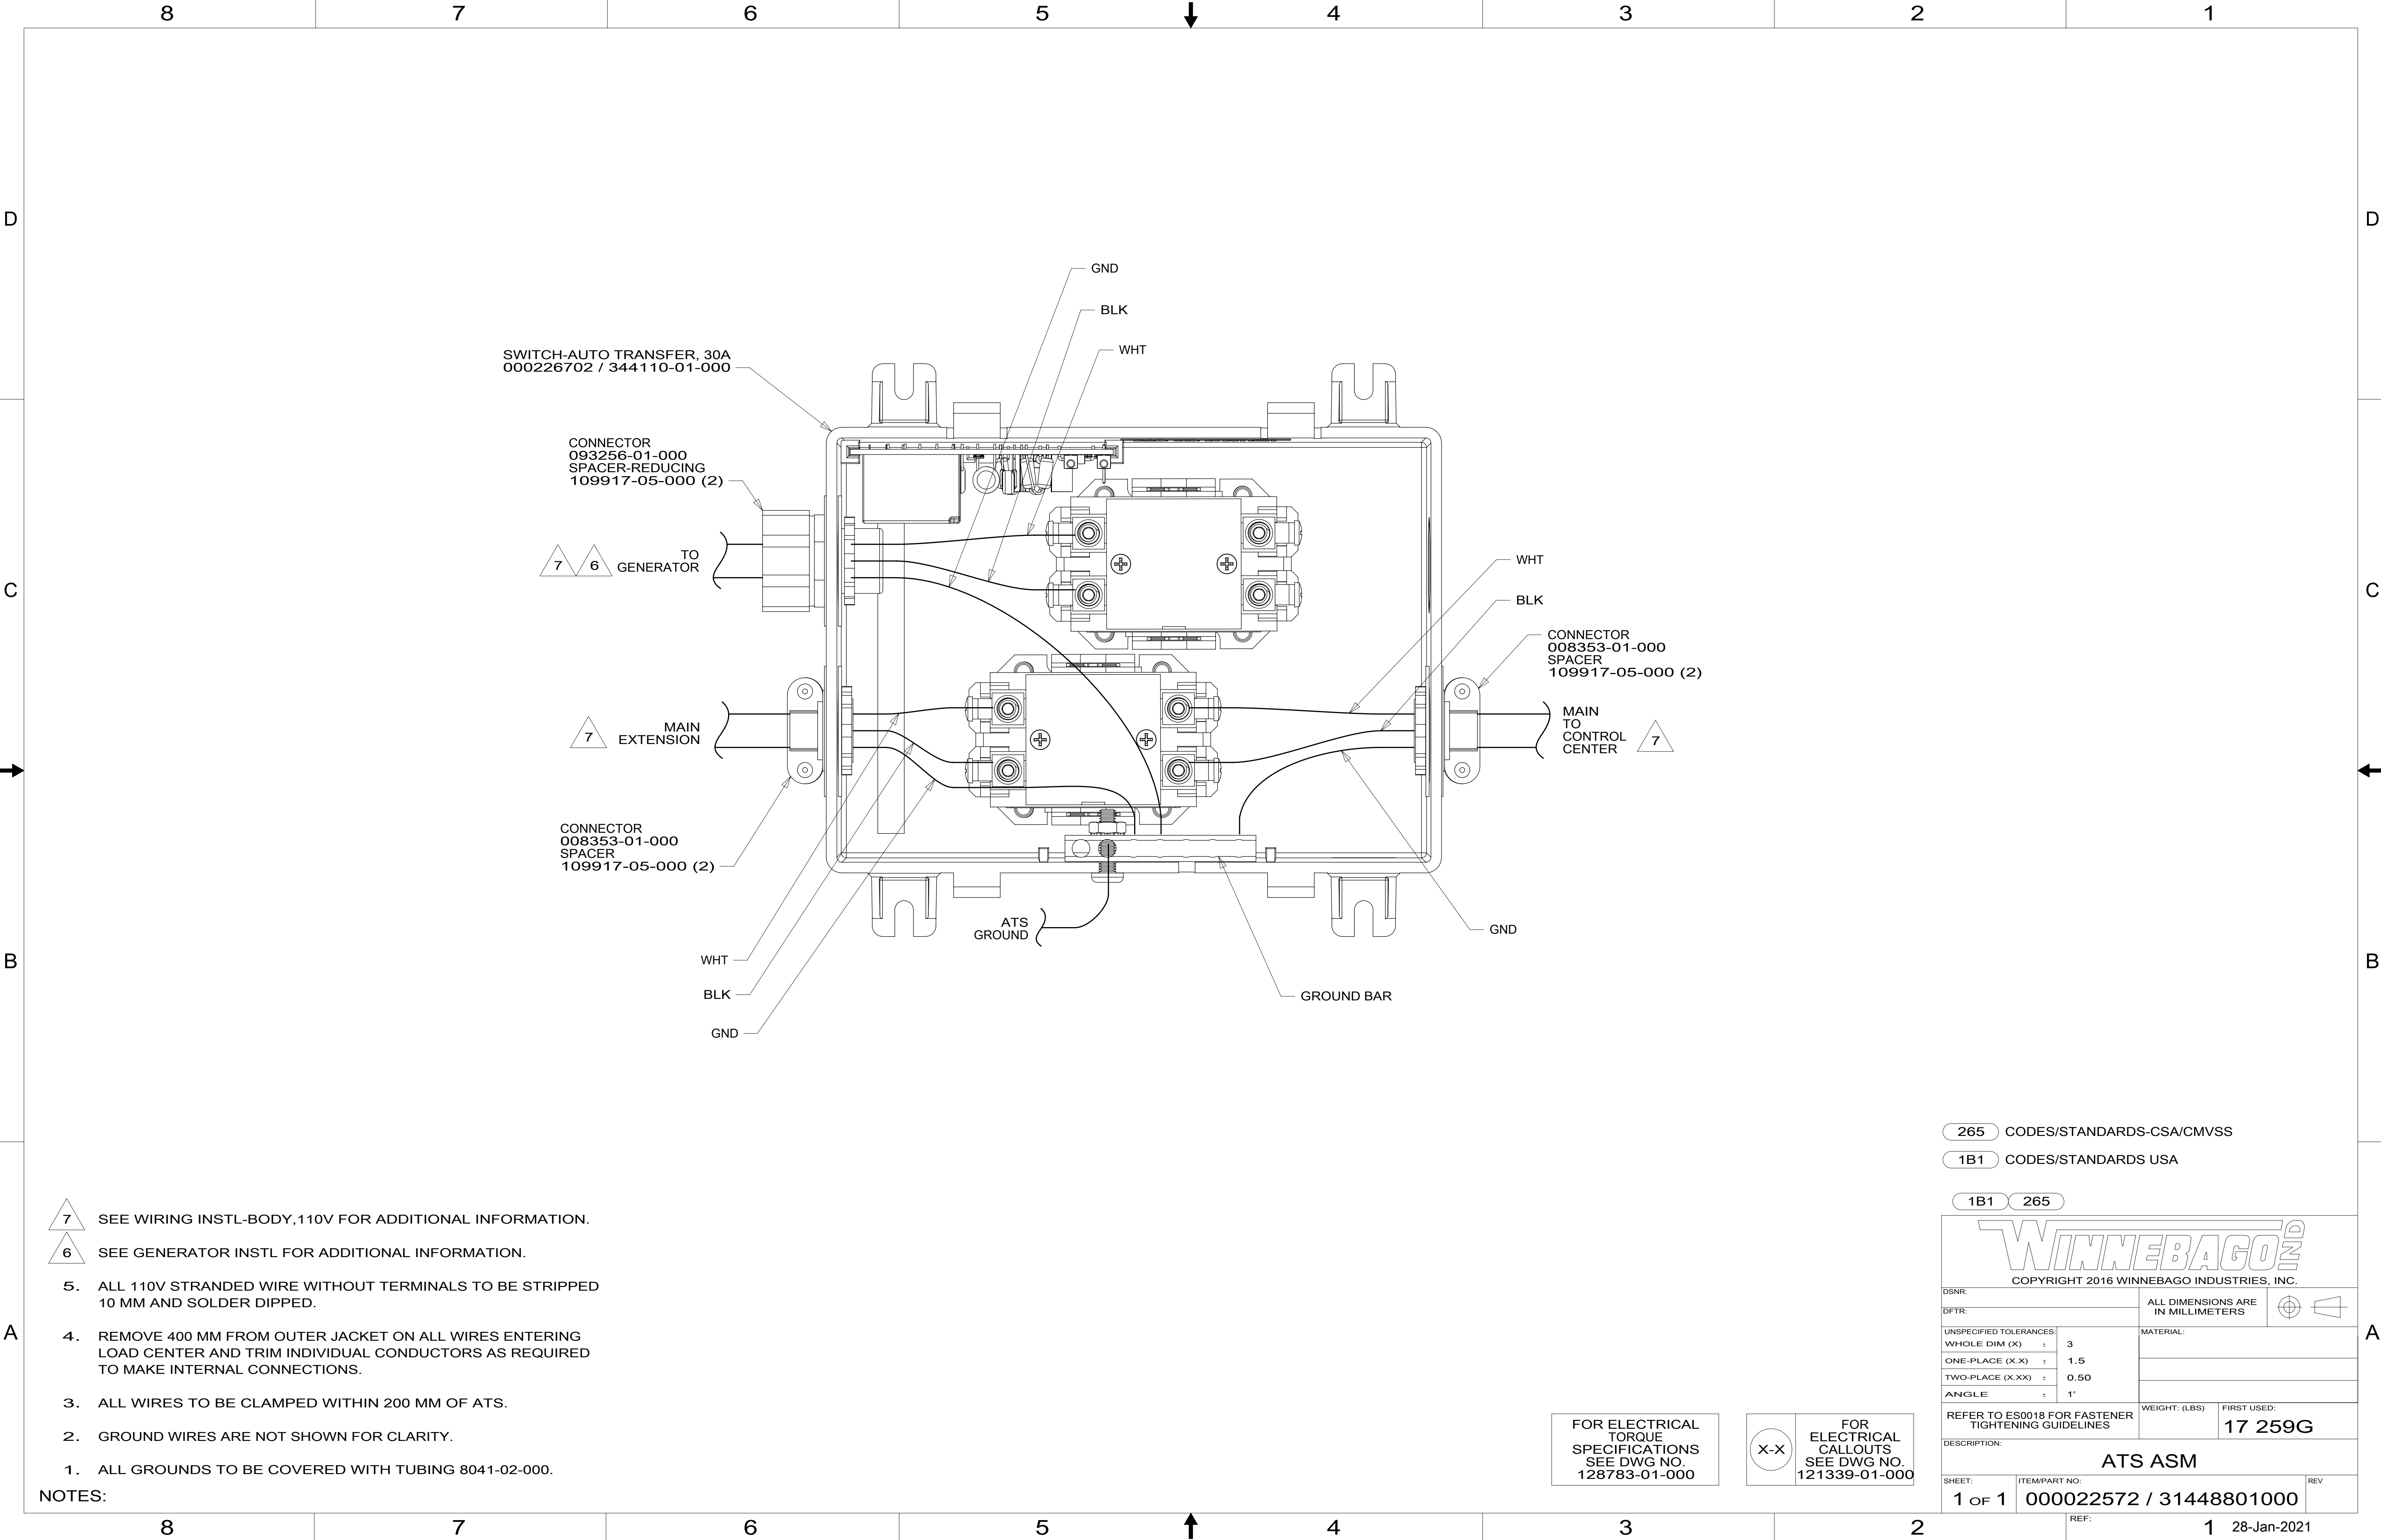 8 7 6 5 4 3 2 1
D D
GND
BLK
WHT
SWITCH-AUTO TRANSFER, 30A
000226702 / 344110-01-000
CONNECTOR
093256-01-000
SPACER-REDUCING
109917-05-000 (2)
7 6
TO
GENERATOR
C C
WHT
BLK
CONNECTOR
008353-01-000
SPACER
109917-05-000 (2)
7
MAIN
EXTENSION
MAIN
TO
CONTROL
CENTER
7
CONNECTOR
008353-01-000
SPACER
109917-05-000 (2)
ATS
GROUND
GND
B B
WHT
BLK
GND
GROUND BAR
265 CODES/STANDARDS-CSA/CMVSS
1B1 CODES/STANDARDS USA
1B1 265
7 SEE WIRING INSTL-BODY,110V FOR ADDITIONAL INFORMATION.
6 SEE GENERATOR INSTL FOR ADDITIONAL INFORMATION.
5. ALL 110V STRANDED WIRE WITHOUT TERMINALS TO BE STRIPPED
10 MM AND SOLDER DIPPED.
4. REMOVE 400 MM FROM OUTER JACKET ON ALL WIRES ENTERING
LOAD CENTER AND TRIM INDIVIDUAL CONDUCTORS AS REQUIRED
TO MAKE INTERNAL CONNECTIONS.
3. ALL WIRES TO BE CLAMPED WITHIN 200 MM OF ATS.
2. GROUND WIRES ARE NOT SHOWN FOR CLARITY.
1. ALL GROUNDS TO BE COVERED WITH TUBING 8041-02-000.
NOTES:
A A
FOR ELECTRICAL
TORQUE
SPECIFICATIONS
SEE DWG NO.
128783-01-000
X-X
FOR
ELECTRICAL
CALLOUTS
SEE DWG NO.
121339-01-000
WINNEBAGO IND
COPYRIGHT 2016 WINNEBAGO INDUSTRIES, INC.
DSNR:
DFTR:
ALL DIMENSIONS ARE
IN MILLIMETERS
UNSPECIFIED TOLERANCES:
WHOLE DIM (X) ± 3
ONE-PLACE (X.X) ± 1.5
TWO-PLACE (X.XX) ± 0.50
ANGLE ± 1°
MATERIAL:
REFER TO ES0018 FOR FASTENER
TIGHTENING GUIDELINES
WEIGHT: (LBS)
FIRST USED:
17 259G
DESCRIPTION:
ATS ASM
SHEET:
1 OF 1
ITEM/PART NO:
000022572 / 31448801000
REV
REF:
8 7 6 5 4 3 2 1
28-Jan-2021